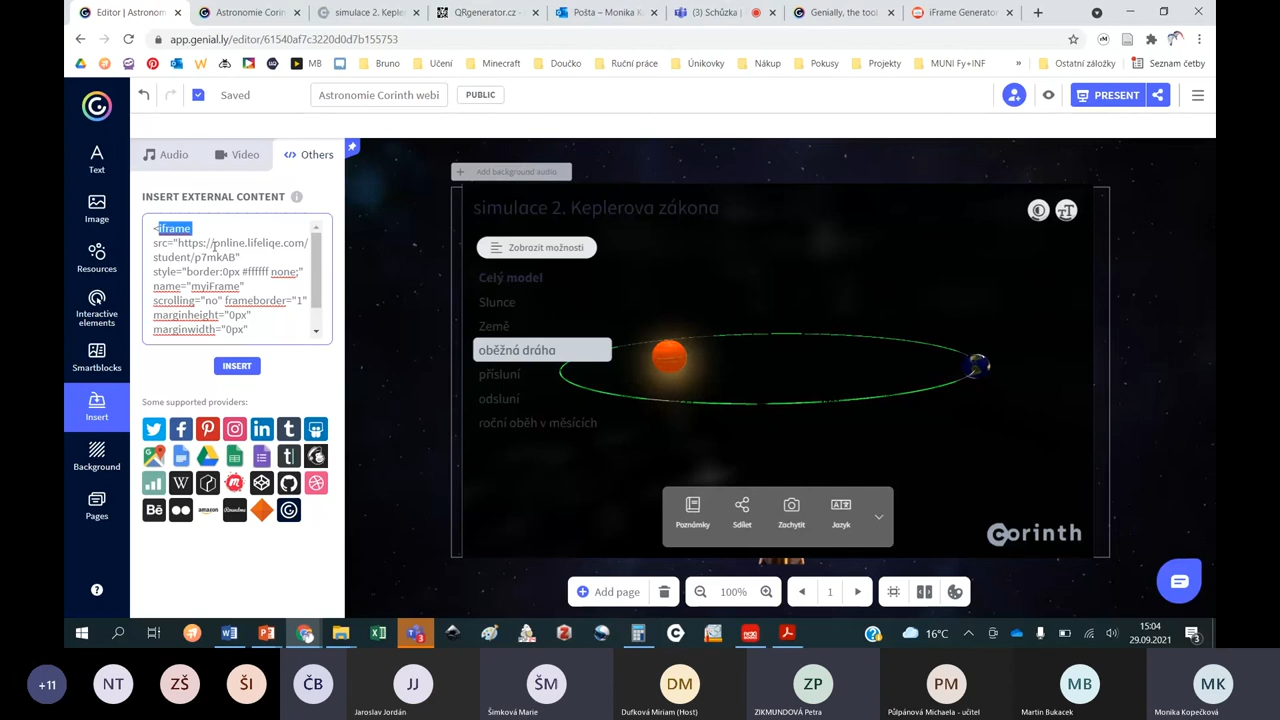 Editor | Astronom
Astronomie Corin
simulace 2. Kepler
QRgenerator.cz -
Pošta – Monika K
(3) Schůzka |
Genially, the tool
iFrame Generator
app.genial.ly/editor/61540af7c3220d0d7b155753
MB
Bruno
Učení
Minecraft
Doučko
Ruční práce
Únikovky
Nákup
Pokusy
Projekty
MUNI Fy+INF
»
Ostatní záložky
Seznam četby
Saved
Astronomie Corinth webi
PUBLIC
PRESENT
Text
Image
Resources
Interactive
elements
Smartblocks
Insert
Background
Pages
Audio
Video
Others
INSERT EXTERNAL CONTENT
<iframe
src="https://online.lifeliqe.com/
student/p7mkAB"
style="border:0px #ffffff none;"
name="myiFrame"
scrolling="no" frameborder="1"
marginheight="0px"
marginwidth="0px"
INSERT
Some supported providers:
+ Add background audio
simulace 2. Keplerova zákona
Zobrazit možnosti
Celý model
Slunce
Země
oběžná dráha
přísluní
odsluní
roční oběh v měsících
Poznámky
Sdílet
Zachytit
Jazyk
Corinth
Add page
100%
1
16°C
15:04
29.09.2021
+11
NT
ZŠ
ŠI
ČB
JJ
ŠM
DM
ZP
PM
MB
MK
Jaroslav Jordán
Šimková Marie
Dufková Miriam (Host)
ZIKMUNDOVÁ Petra
Půlpánová Michaela - učitel
Martin Bukacek
Monika Kopečková